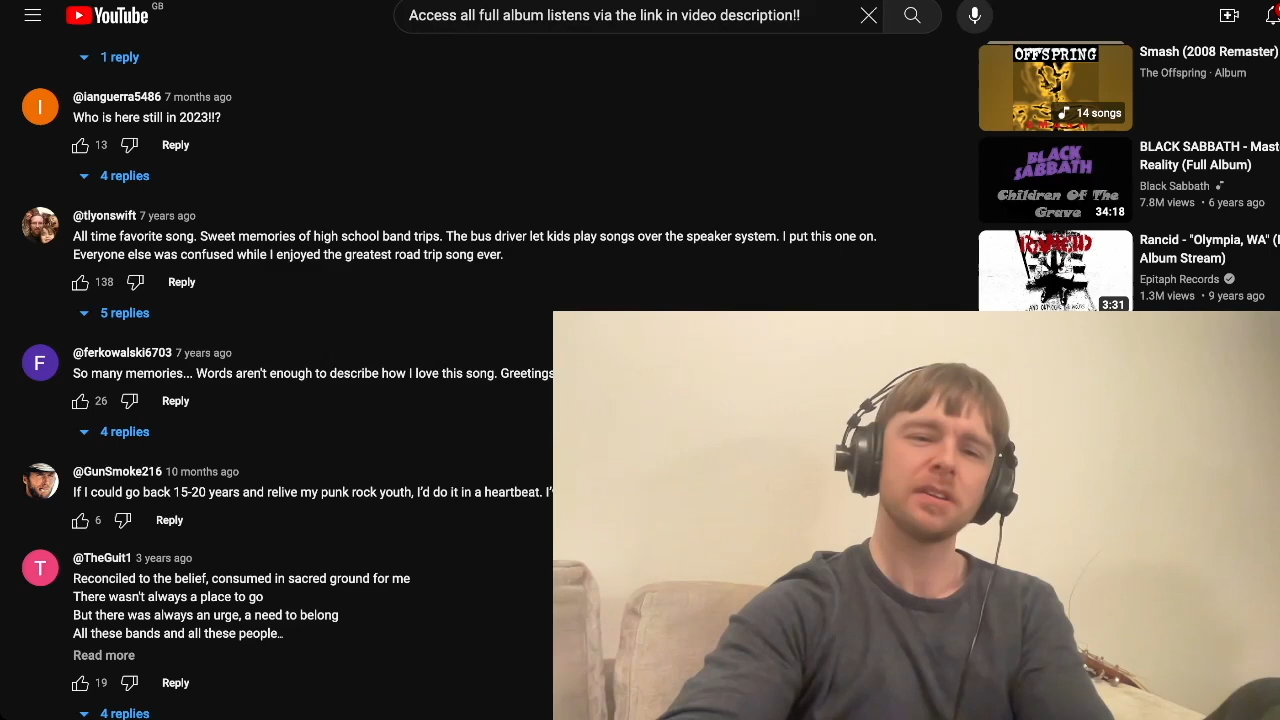 YouTube GB
Access all full album listens via the link in video description!!
1 reply
@ianguerra5486 7 months ago
Who is here still in 2023!!?
13 Reply
4 replies
@tlyonswift 7 years ago
All time favorite song. Sweet memories of high school band trips. The bus driver let kids play songs over the speaker system. I put this one on.
Everyone else was confused while I enjoyed the greatest road trip song ever.
138 Reply
5 replies
F
@ferkowalski6703 7 years ago
So many memories... Words aren't enough to describe how I love this song. Greetings
26 Reply
4 replies
@GunSmoke216 10 months ago
If I could go back 15-20 years and relive my punk rock youth, I'd do it in a heartbeat. I'
6 Reply
T
@TheGuit1 3 years ago
Reconciled to the belief, consumed in sacred ground for me
There wasn't always a place to go
But there was always an urge, a need to belong
All these bands and all these people…
Read more
19 Reply
4 replies
OFFSPRING
14 songs
Smash (2008 Remaster)
The Offspring · Album
BLACK
SABBATH
Children Of The
Grave
34:18
BLACK SABBATH - Mast
Reality (Full Album)
Black Sabbath
7.8M views • 6 years ago
RANCID
3:31
Rancid - "Olympia, WA" (
Album Stream)
Epitaph Records
1.3M views • 9 years ago